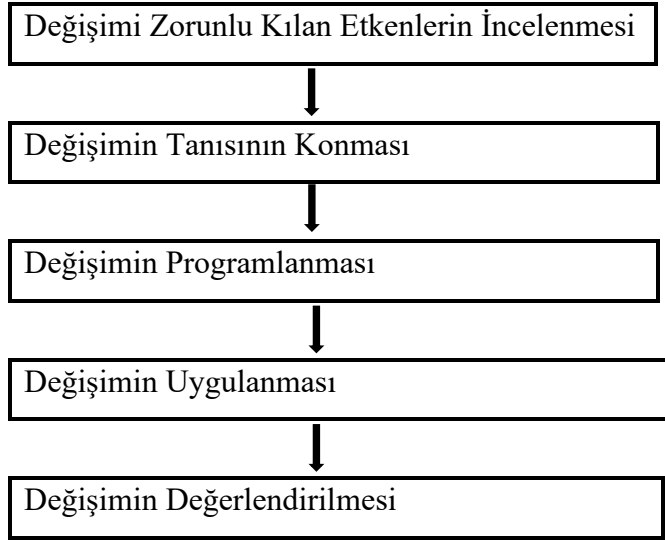 Değişimi Zorunlu Kılan Etkenlerin İncelenmesi
Değişimin Tanısının Konması
Değişimin Programlanması
Değişimin Uygulanması
Değişimin Değerlendirilmesi